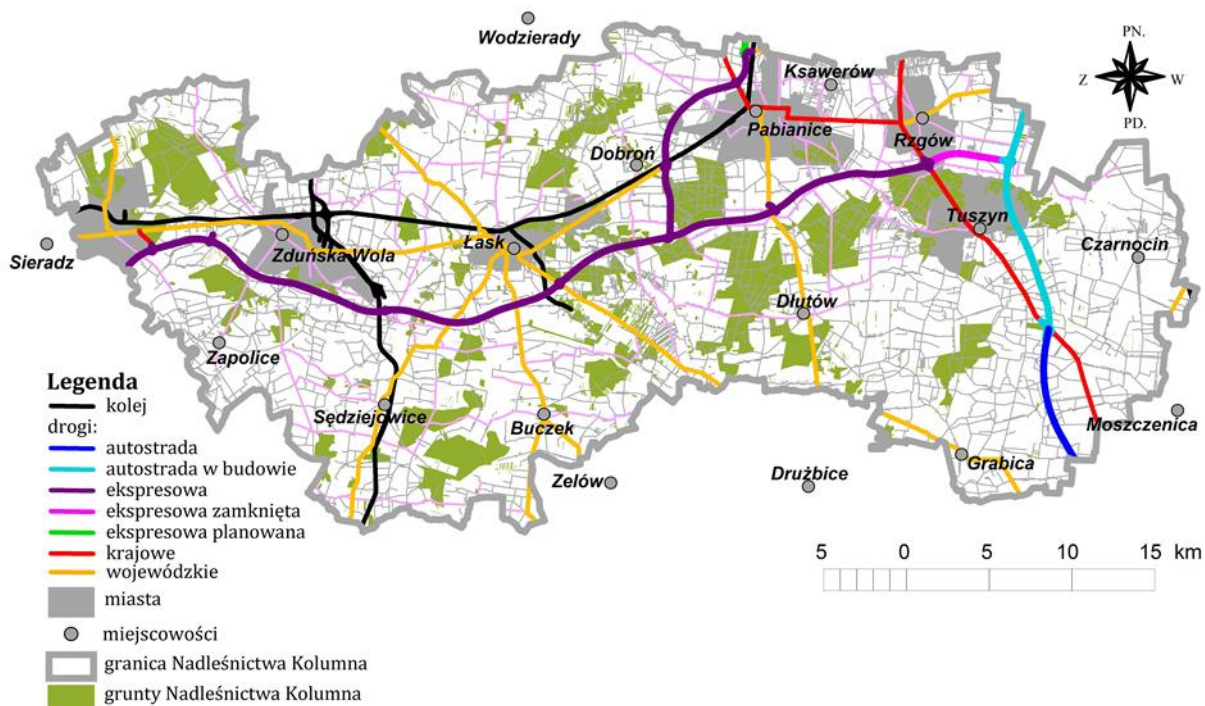 PN.
Z W
PD.
Wodzierady
Ksawerów
Pabianice
Rzgów
Dobroń
Tuszyn
Czarnocin
Sieradz
Zduńska Wola
Łask
Dłutów
Zapolice
Sędziejowice
Buczek
Moszczenica
Grabica
Zelów
Drużbice
Legenda
kolej
drogi:
autostrada
autostrada w budowie
ekspresowa
ekspresowa zamknięta
ekspresowa planowana
krajowe
wojewódzkie
miasta
miejscowości
granica Nadleśnictwa Kolumna
grunty Nadleśnictwa Kolumna
5 0 5 10 15 km